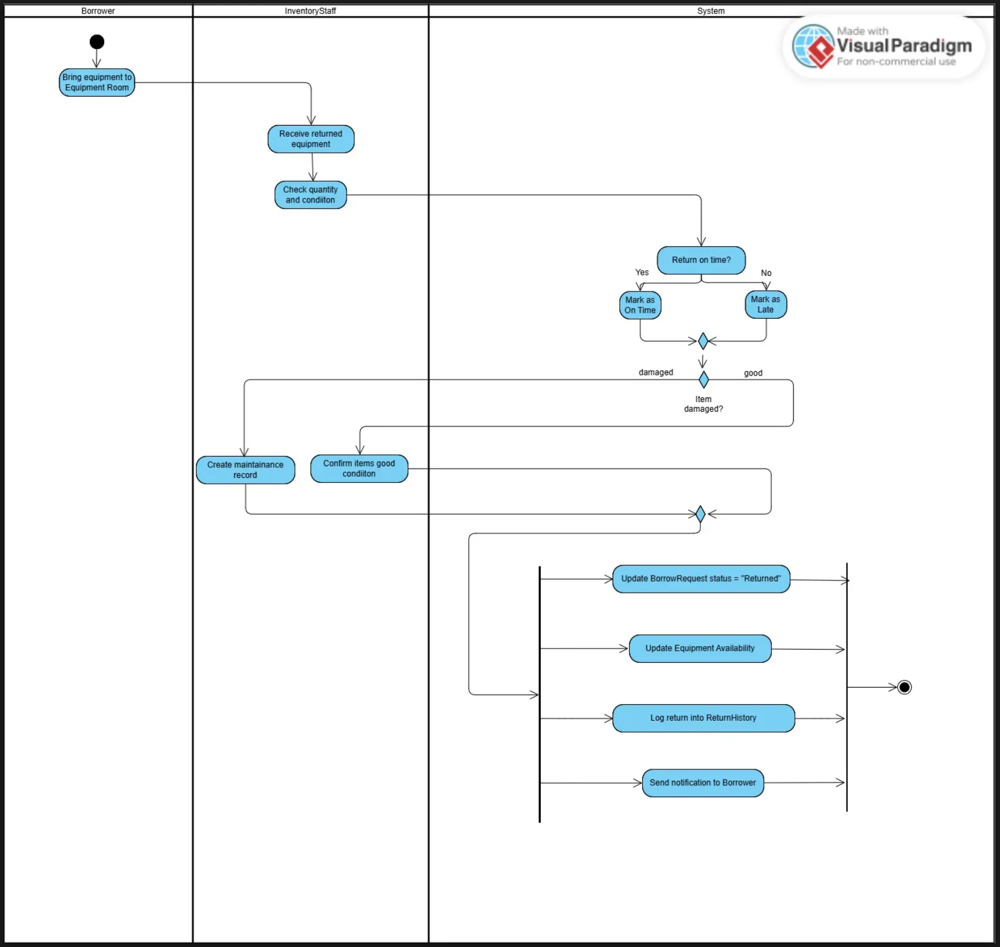 Borrower
InventoryStaff
System
Made with
Visual Paradigm
For non-commercial use
Bring equipment to
Equipment Room
Receive returned
equipment
Check quantity
and condiiton
Return on time?
Yes
No
Mark as
On Time
Mark as
Late
damaged
good
Item
damaged?
Create maintainance
record
Confirm items good
condiiton
Update BorrowRequest status = "Returned"
Update Equipment Availability
Log return into ReturnHistory
Send notification to Borrower